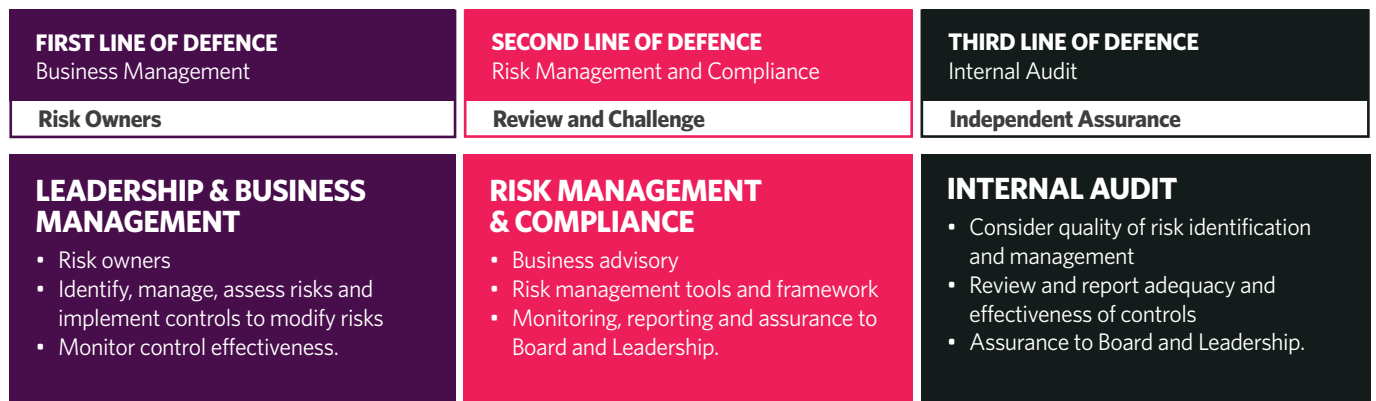 FIRST LINE OF DEFENCE
Business Management
Risk Owners
LEADERSHIP & BUSINESS
MANAGEMENT
• Risk owners
• Identify, manage, assess risks and
implement controls to modify risks
• Monitor control effectiveness.
SECOND LINE OF DEFENCE
Risk Management and Compliance
Review and Challenge
RISK MANAGEMENT
& COMPLIANCE
• Business advisory
• Risk management tools and framework
• Monitoring, reporting and assurance to
Board and Leadership.
THIRD LINE OF DEFENCE
Internal Audit
Independent Assurance
INTERNAL AUDIT
• Consider quality of risk identification
and management
• Review and report adequacy and
effectiveness of controls
• Assurance to Board and Leadership.